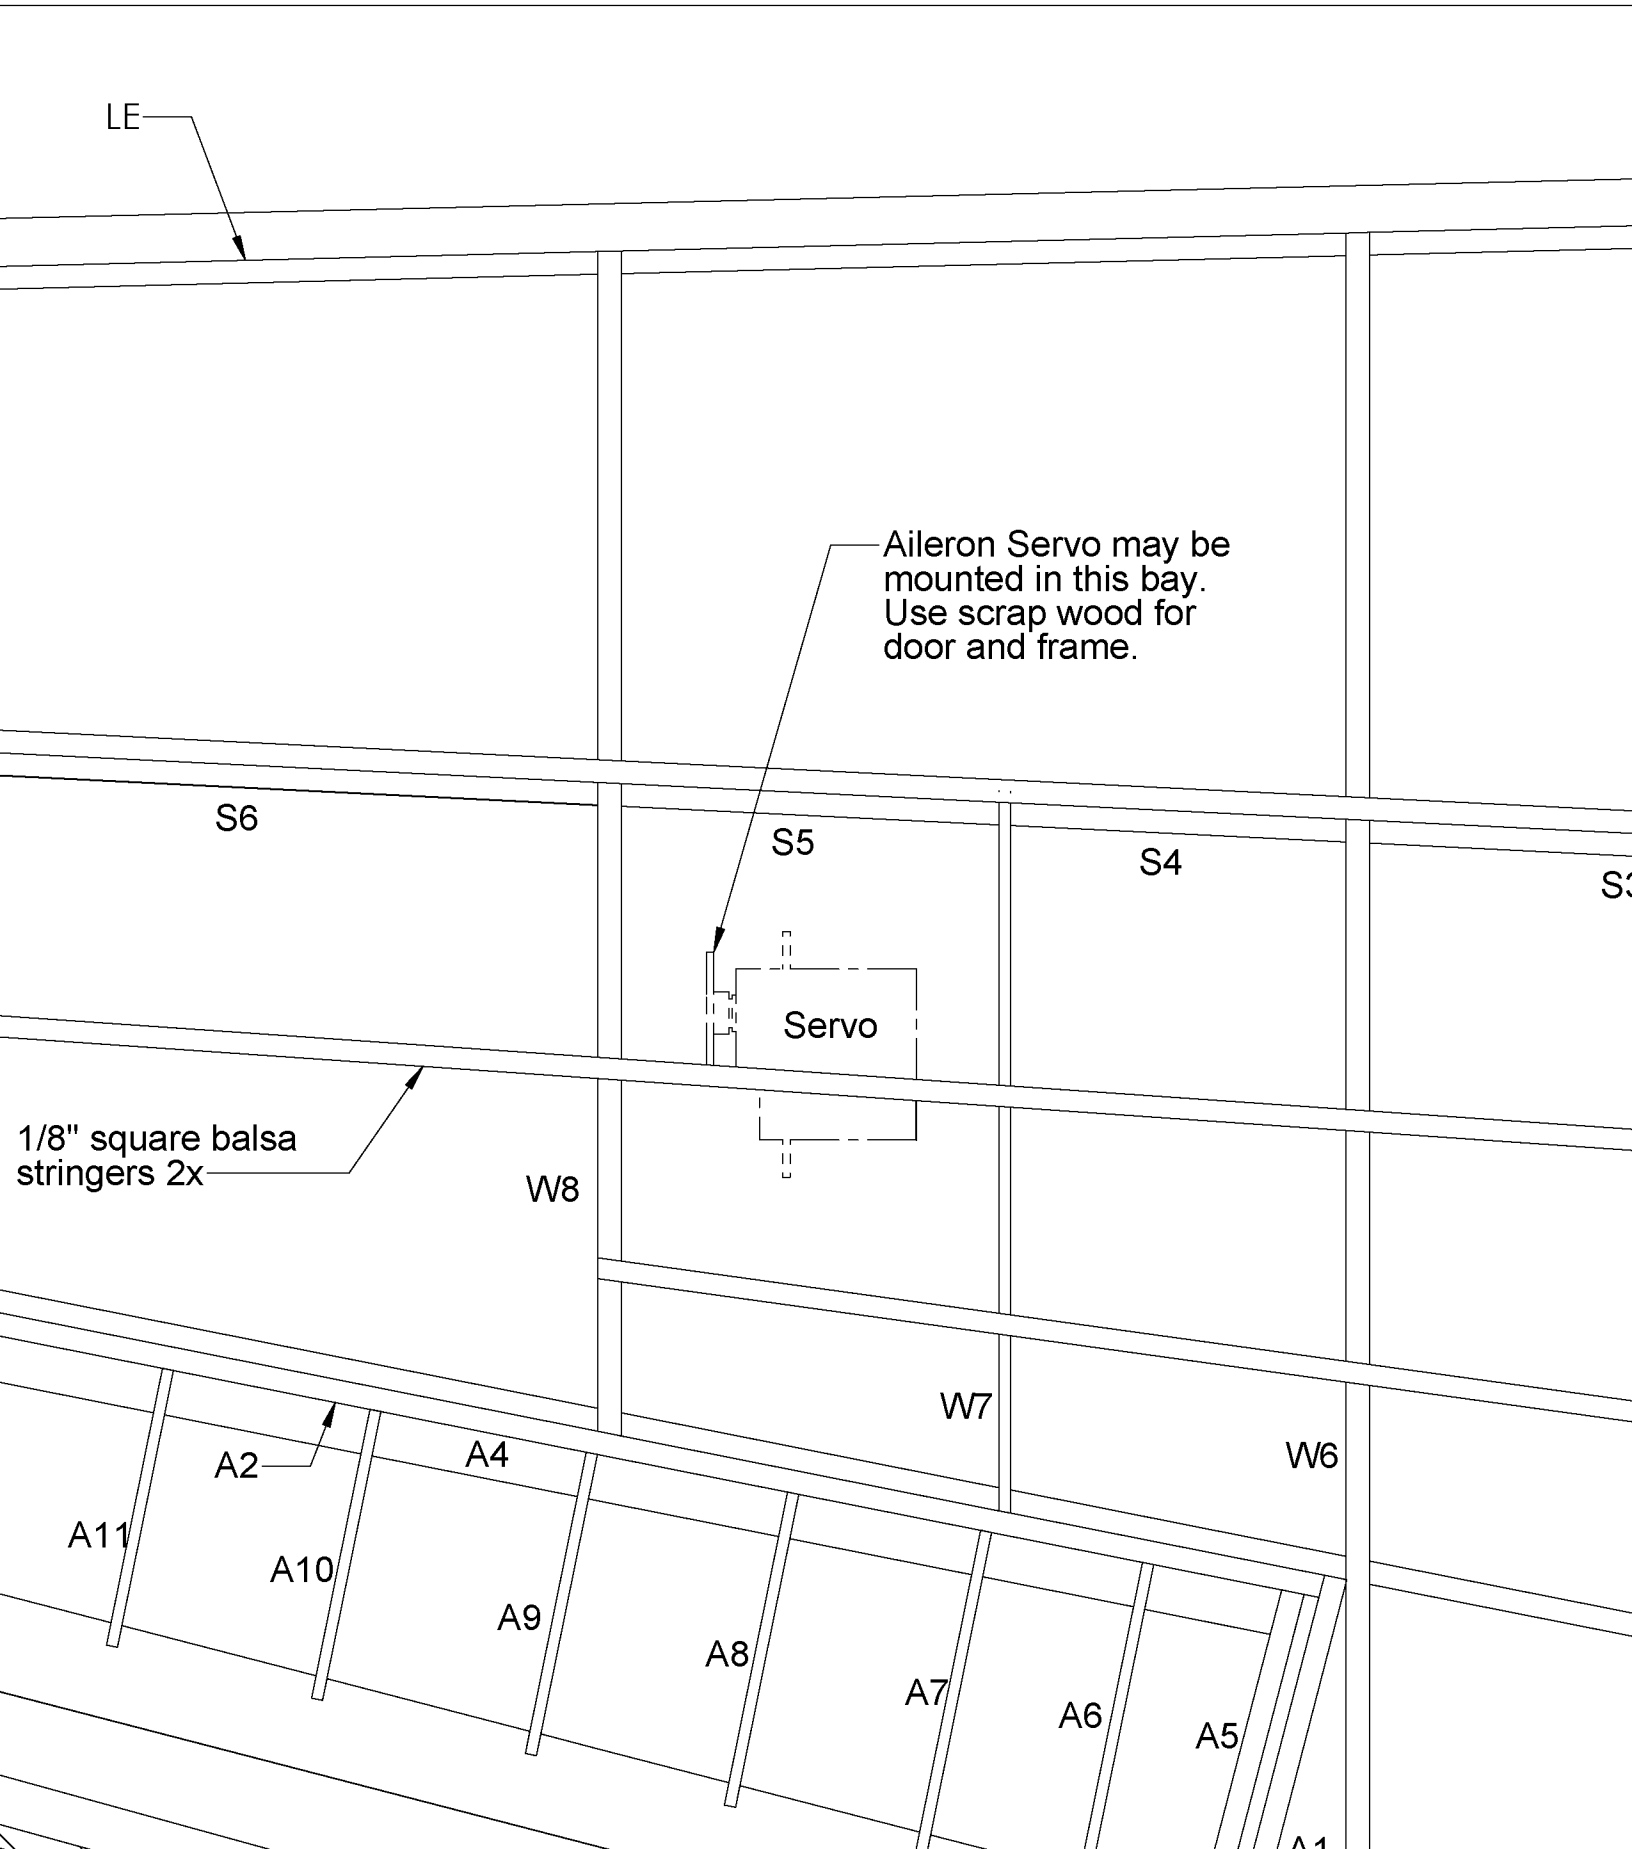 LE
Aileron Servo may be
mounted in this bay.
Use scrap wood for
door and frame.
S6
S5
S4
Servo
1/8" square balsa
stringers 2x
W8
W7
W6
A2
A4
A11
A10
A9
A8
A7
A6
A5
A1